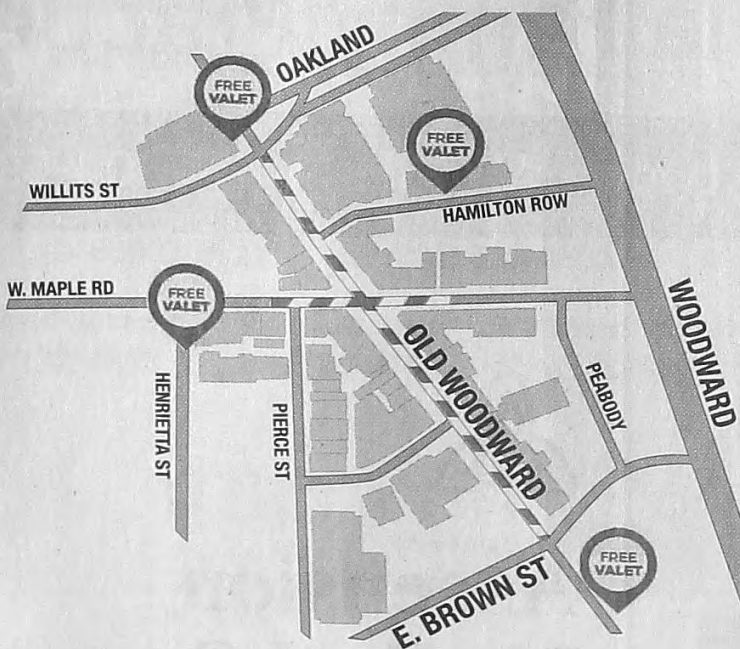 OAKLAND
FREE
VALET
FREE
VALET
WILLITS ST
HAMILTON ROW
W. MAPLE RD
FREE
VALET
OLD WOODWARD
WOODWARD
HENRIETTA ST
PIERCE ST
PEABODY
FREE
VALET
E. BROWN ST